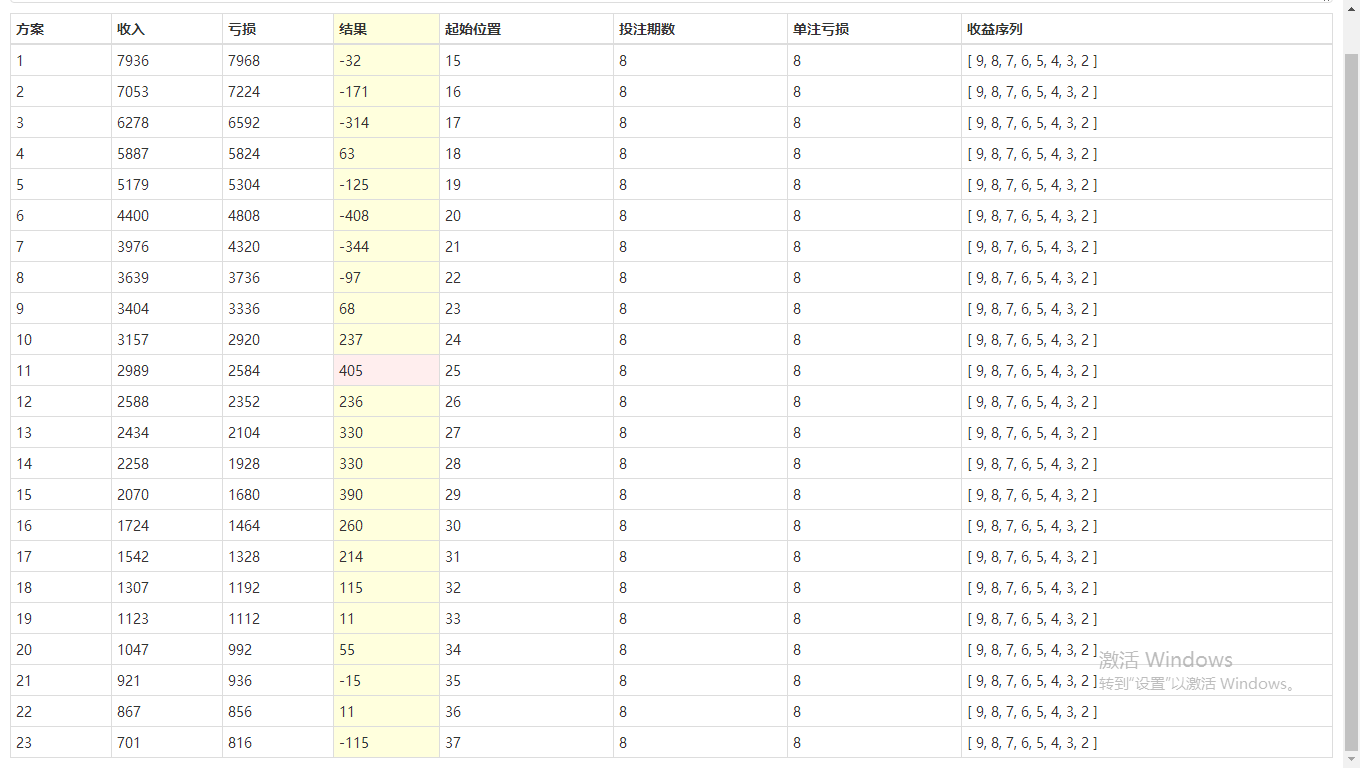 方案 收入 亏损 结果 起始位置 投注期数 单注亏损 收益序列
1 7936 7968 -32 15 8 8 [ 9, 8, 7, 6, 5, 4, 3, 2 ]
2 7053 7224 -171 16 8 8 [ 9, 8, 7, 6, 5, 4, 3, 2 ]
3 6278 6592 -314 17 8 8 [ 9, 8, 7, 6, 5, 4, 3, 2 ]
4 5887 5824 63 18 8 8 [ 9, 8, 7, 6, 5, 4, 3, 2 ]
5 5179 5304 -125 19 8 8 [ 9, 8, 7, 6, 5, 4, 3, 2 ]
6 4400 4808 -408 20 8 8 [ 9, 8, 7, 6, 5, 4, 3, 2 ]
7 3976 4320 -344 21 8 8 [ 9, 8, 7, 6, 5, 4, 3, 2 ]
8 3639 3736 -97 22 8 8 [ 9, 8, 7, 6, 5, 4, 3, 2 ]
9 3404 3336 68 23 8 8 [ 9, 8, 7, 6, 5, 4, 3, 2 ]
10 3157 2920 237 24 8 8 [ 9, 8, 7, 6, 5, 4, 3, 2 ]
11 2989 2584 405 25 8 8 [ 9, 8, 7, 6, 5, 4, 3, 2 ]
12 2588 2352 236 26 8 8 [ 9, 8, 7, 6, 5, 4, 3, 2 ]
13 2434 2104 330 27 8 8 [ 9, 8, 7, 6, 5, 4, 3, 2 ]
14 2258 1928 330 28 8 8 [ 9, 8, 7, 6, 5, 4, 3, 2 ]
15 2070 1680 390 29 8 8 [ 9, 8, 7, 6, 5, 4, 3, 2 ]
16 1724 1464 260 30 8 8 [ 9, 8, 7, 6, 5, 4, 3, 2 ]
17 1542 1328 214 31 8 8 [ 9, 8, 7, 6, 5, 4, 3, 2 ]
18 1307 1192 115 32 8 8 [ 9, 8, 7, 6, 5, 4, 3, 2 ]
19 1123 1112 11 33 8 8 [ 9, 8, 7, 6, 5, 4, 3, 2 ]
20 1047 992 55 34 8 8 [ 9, 8, 7, 6, 5, 4, 3, 2 ]
激活 Windows
21 921 936 -15 35 8 8 [ 9, 8, 7, 6, 5, 4, 3, 2 ]
转到“设置”以激活 Windows。
22 867 856 11 36 8 8 [ 9, 8, 7, 6, 5, 4, 3, 2 ]
23 701 816 -115 37 8 8 [ 9, 8, 7, 6, 5, 4, 3, 2 ]